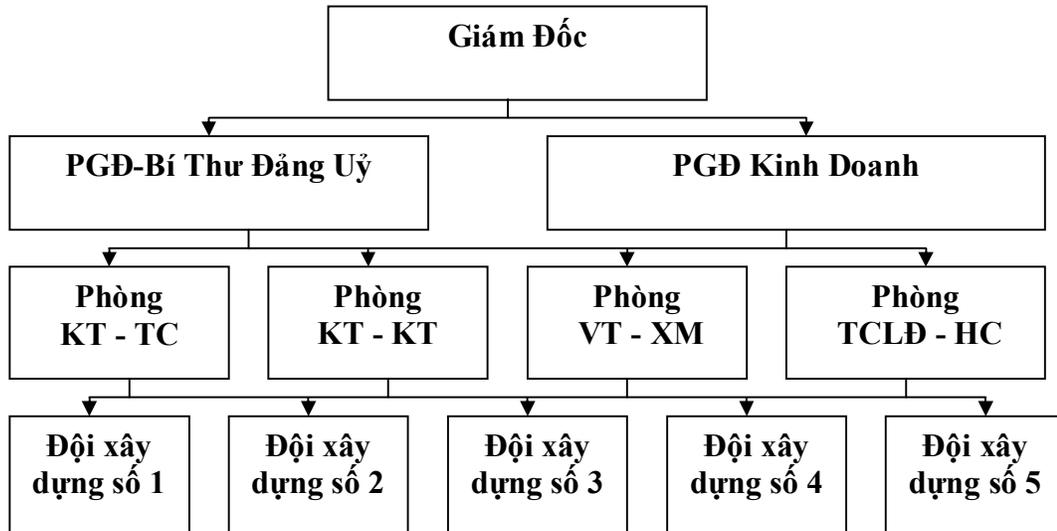 Giám Đốc
PGĐ-Bí Thư Đảng Uỷ
PGĐ Kinh Doanh
Phòng
KT - TC
Phòng
KT - KT
Phòng
VT - XM
Phòng
TCLĐ - HC
Đội xây
dựng số 1
Đội xây
dựng số 2
Đội xây
dựng số 3
Đội xây
dựng số 4
Đội xây
dựng số 5